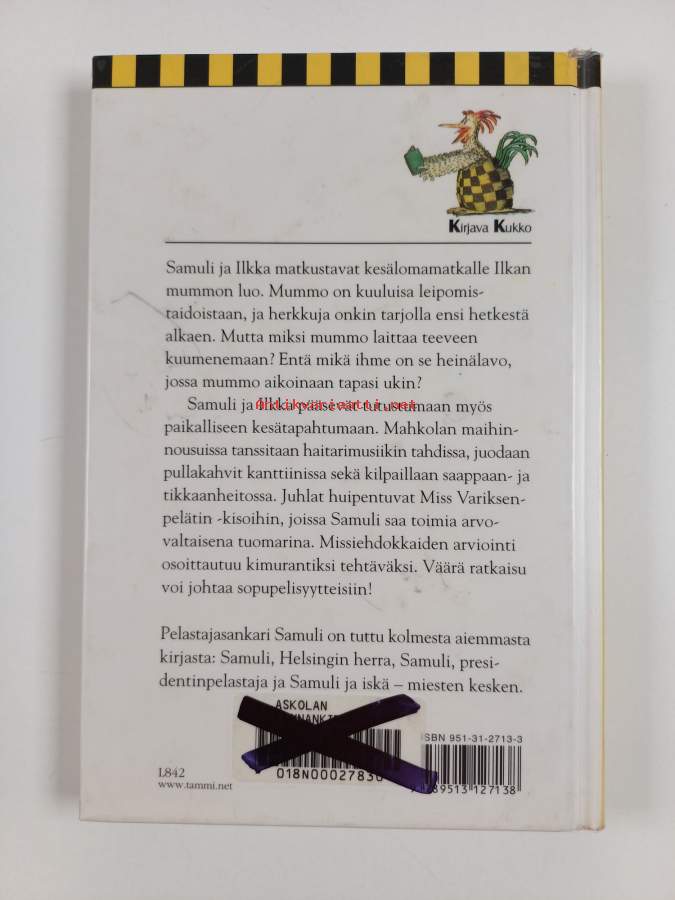 Kirjava Kukko
Samuli ja Ilkka matkustavat kesälomamatkalle Ilkan
mummon luo. Mummo on kuuluisa leipomis-
taidoistaan, ja herkkuja onkin tarjolla ensi hetkestä
alkaen. Mutta miksi mummo laittaa teeveen
kuumenemaan? Entä mikä ihme on se heinälavo,
jossa mummo aikoinaan tapasi ukin?
Samuli ja Ilkka pääsevät tutustumaan myös
paikalliseen kesätapahtumaan. Mahkolan maihin-
nousuissa tanssitaan haitarimusiikin tahdissa, juodaan
pullakahvit kanttiinissa sekä kilpaillaan saappaan- ja
tikkaanheitossa. Juhlat huipentuvat Miss Variksen-
pelätin -kisoihin, joissa Samuli saa toimia arvo-
valtaisena tuomarina. Missiehdokkaiden arviointi
osoittautuu kimurantiksi tehtäväksi. Väärä ratkaisu
voi johtaa sopupelisyytteisiin!
Pelastajasankari Samuli on tuttu kolmesta aiemmasta
kirjasta: Samuli, Helsingin herra, Samuli, presi-
dentinpelastaja ja Samuli ja iskä – miesten kesken.
ASKOLAN
ISBN 951-31-2713-3
018N00027830
L842
www.tammi.net
789513127138